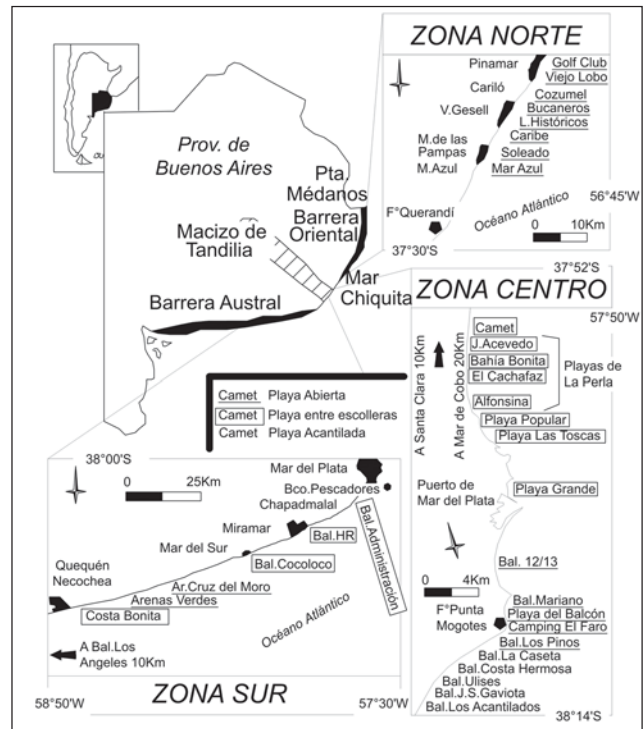 ZONA NORTE
Pinamar
Golf Club
Viejo Lobo
Cariló
Cozumel
V.Gesell
Bucaneros
L.Históricos
Caribe
M.de las
Pampas
Soleado
M.Azul
Mar Azul
56°45'W
F°Querandí
Océano Atlántico
0 10Km
37°30'S
Prov. de
Buenos Aires
Pta.
Médanos
Barrera
Oriental
Macizo de
Tandilia
Mar
Chiquita
Barrera Austral
37°52'S
ZONA CENTRO
57°50'W
A Santa Clara 10Km
A Mar de Cobo 20Km
Camet
J.Acevedo
Bahía Bonita
El Cachafaz
Alfonsina
Playas de
La Perla
Playa Popular
Playa Las Toscas
Puerto de
Mar del Plata
Playa Grande
Bal. 12/13
0 4Km
F°Punta
Mogotes
Bal.Mariano
Playa del Balcón
Camping El Faro
Bal.Los Pinos
Bal.La Caseta
Bal.Costa Hermosa
Bal.Ulises
Bal.J.S.Gaviota
Bal.Los Acantilados
38°14'S
Camet Playa Abierta
Camet Playa entre escolleras
Camet Playa Acantilada
38°00'S
0 25Km
Mar del Plata
Bco.Pescadores
Chapadmalal
Miramar
Bal.HR
Bal.Administración
Mar del Sur
Bal.Cocoloco
Quequén
Necochea
Ar.Cruz del Moro
Arenas Verdes
Costa Bonita
Océano Atlántico
A Bal.Los
Angeles 10Km
58°50'W
ZONA SUR
57°30'W